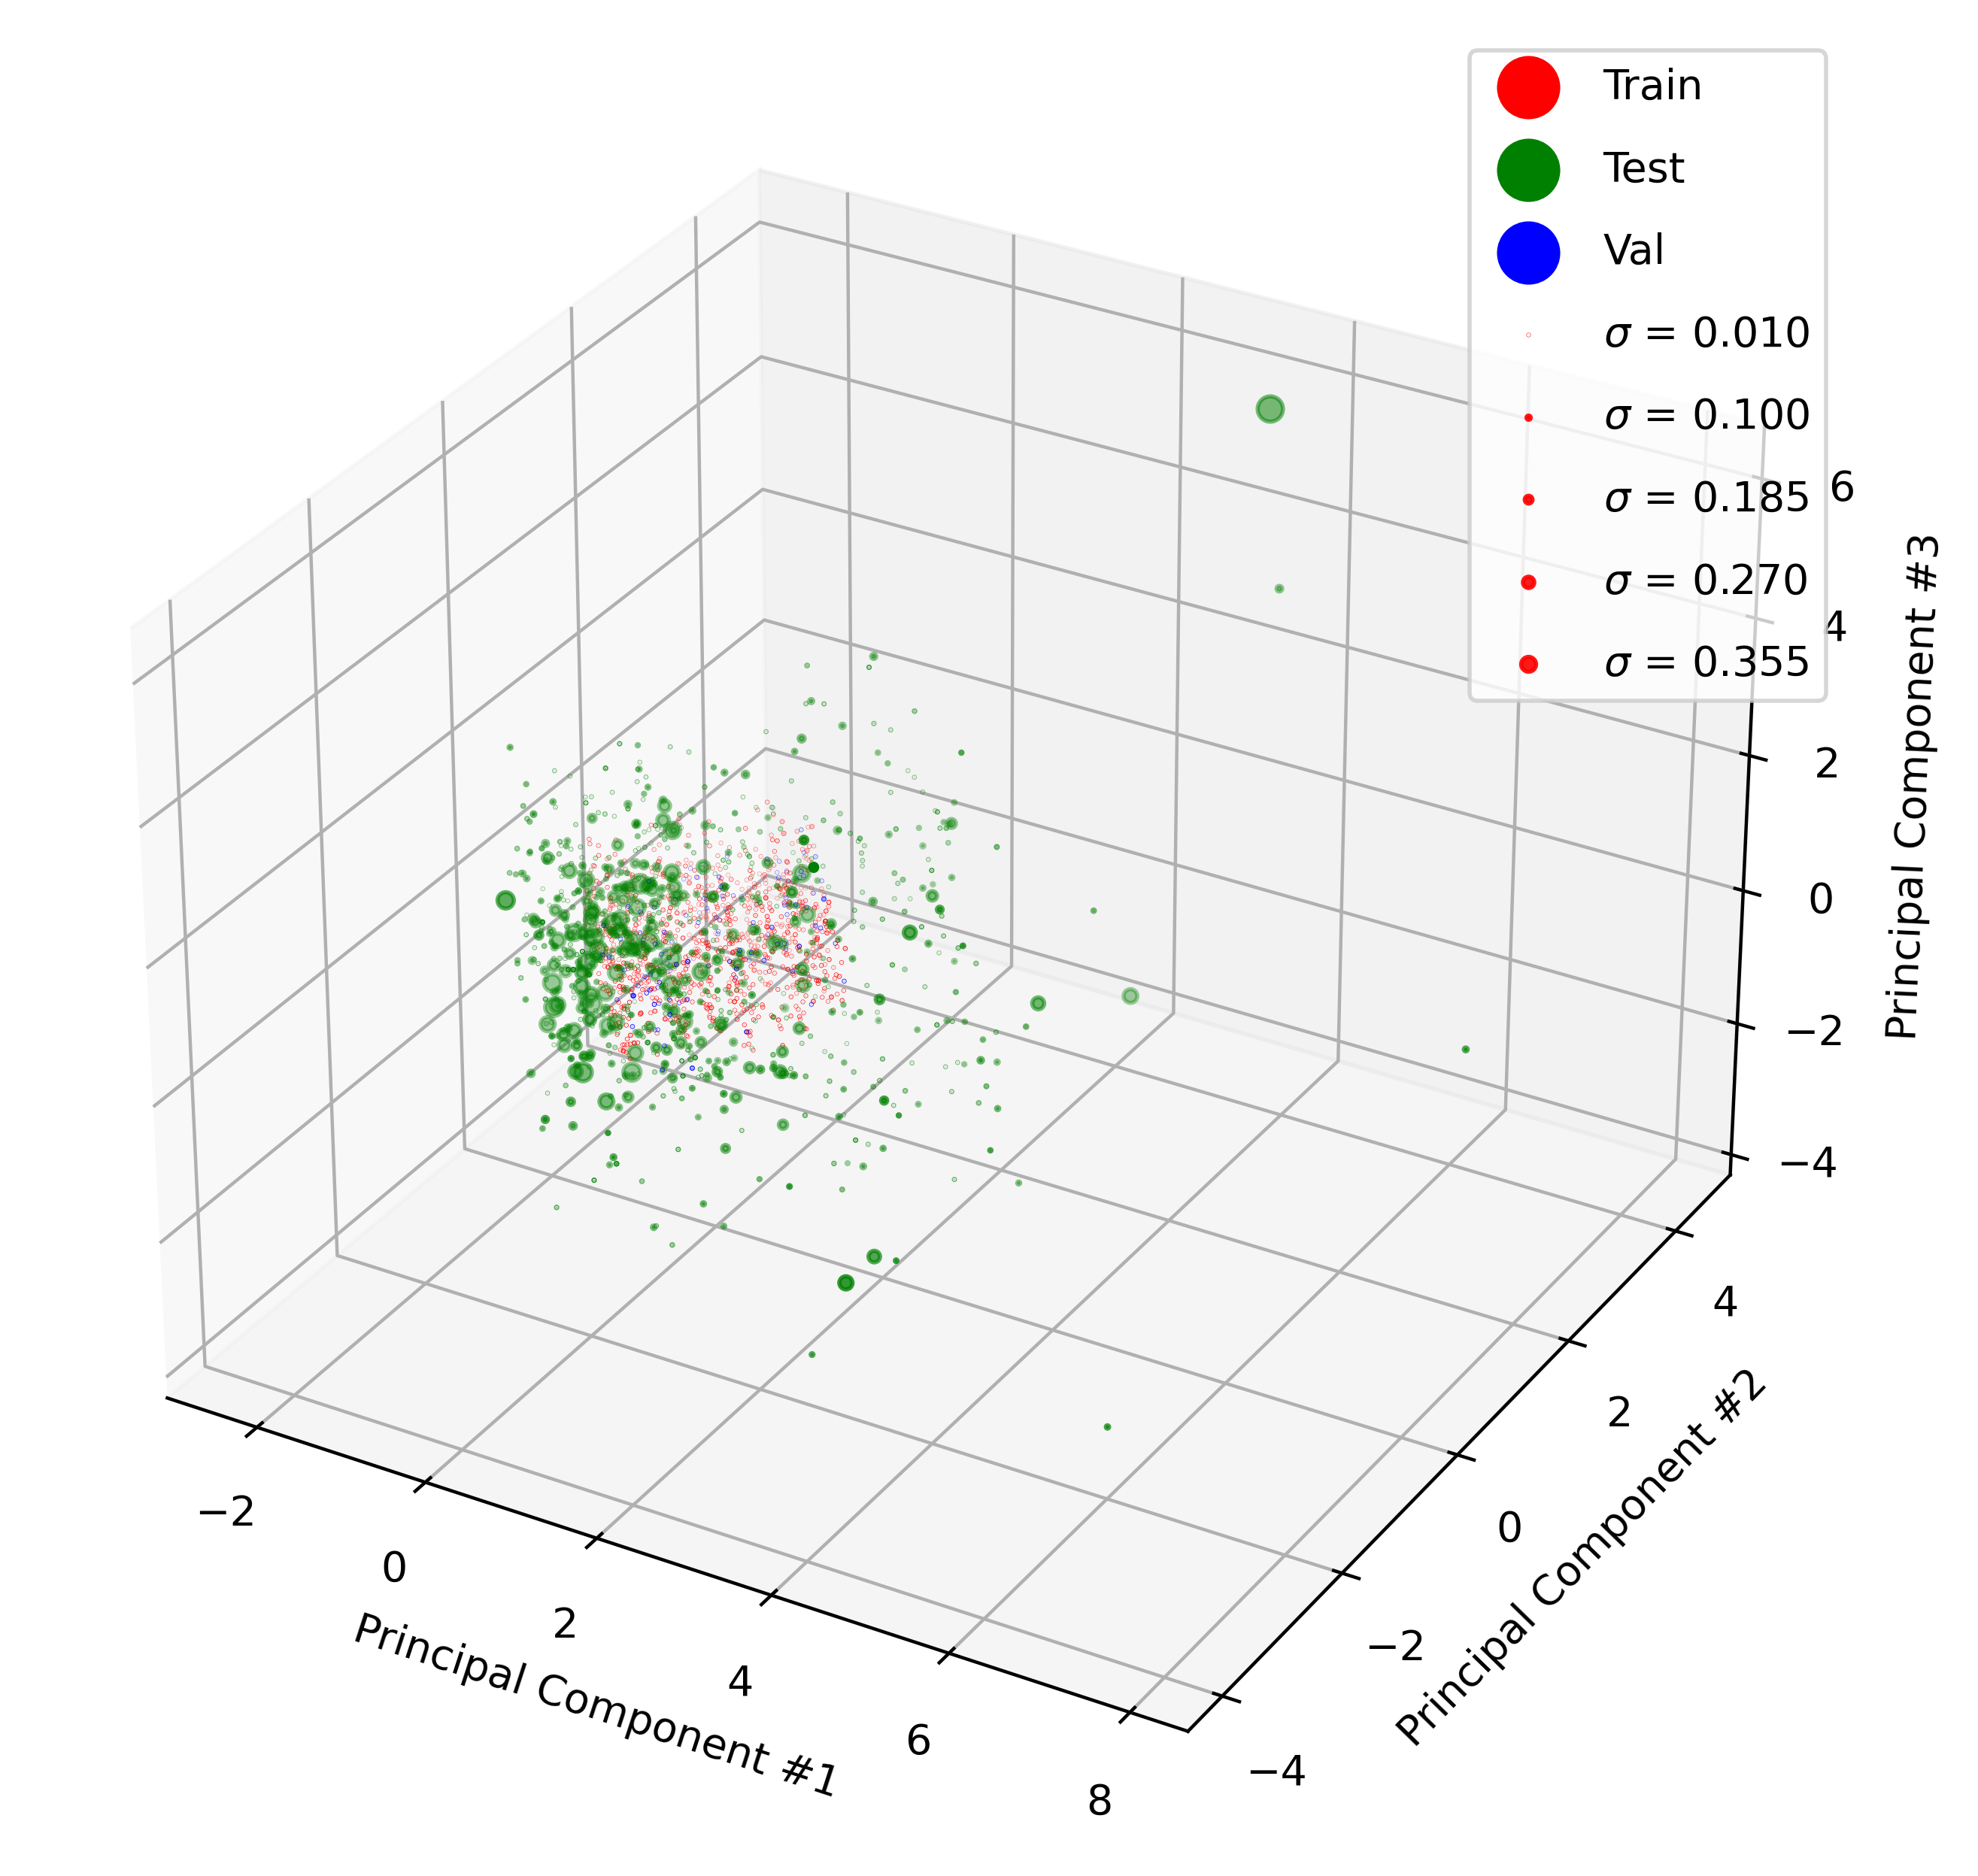 Train
Test
Val
σ = 0.010
σ = 0.100
σ = 0.185
σ = 0.270
σ = 0.355
6
4
2
0
−2
−4
Principal Component #3
4
2
0
−2
−4
Principal Component #2
−2
0
2
4
6
8
Principal Component #1